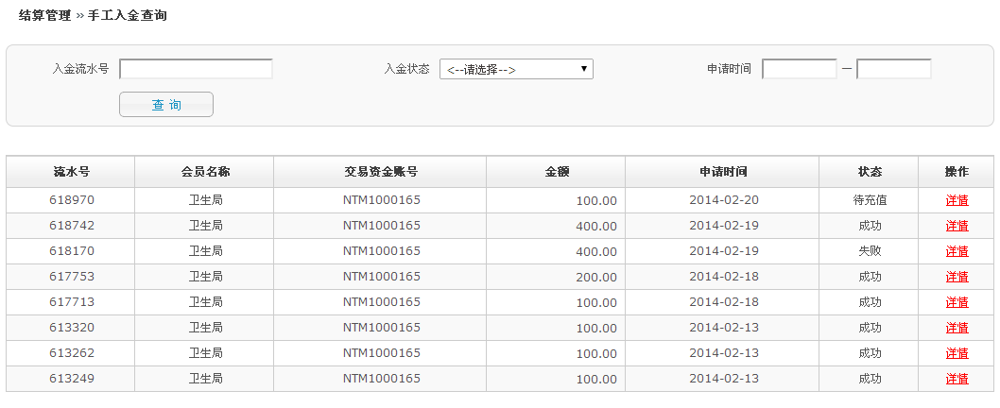 结算管理 » 手工入金查询
入金流水号 入金状态 <--请选择--> 申请时间 —
查 询
流水号 会员名称 交易资金账号 金额 申请时间 状态 操作
618970 卫生局 NTM1000165 100.00 2014-02-20 待充值 详情
618742 卫生局 NTM1000165 400.00 2014-02-19 成功 详情
618170 卫生局 NTM1000165 400.00 2014-02-19 失败 详情
617753 卫生局 NTM1000165 200.00 2014-02-18 成功 详情
617713 卫生局 NTM1000165 100.00 2014-02-18 成功 详情
613320 卫生局 NTM1000165 100.00 2014-02-13 成功 详情
613262 卫生局 NTM1000165 100.00 2014-02-13 成功 详情
613249 卫生局 NTM1000165 100.00 2014-02-13 成功 详情